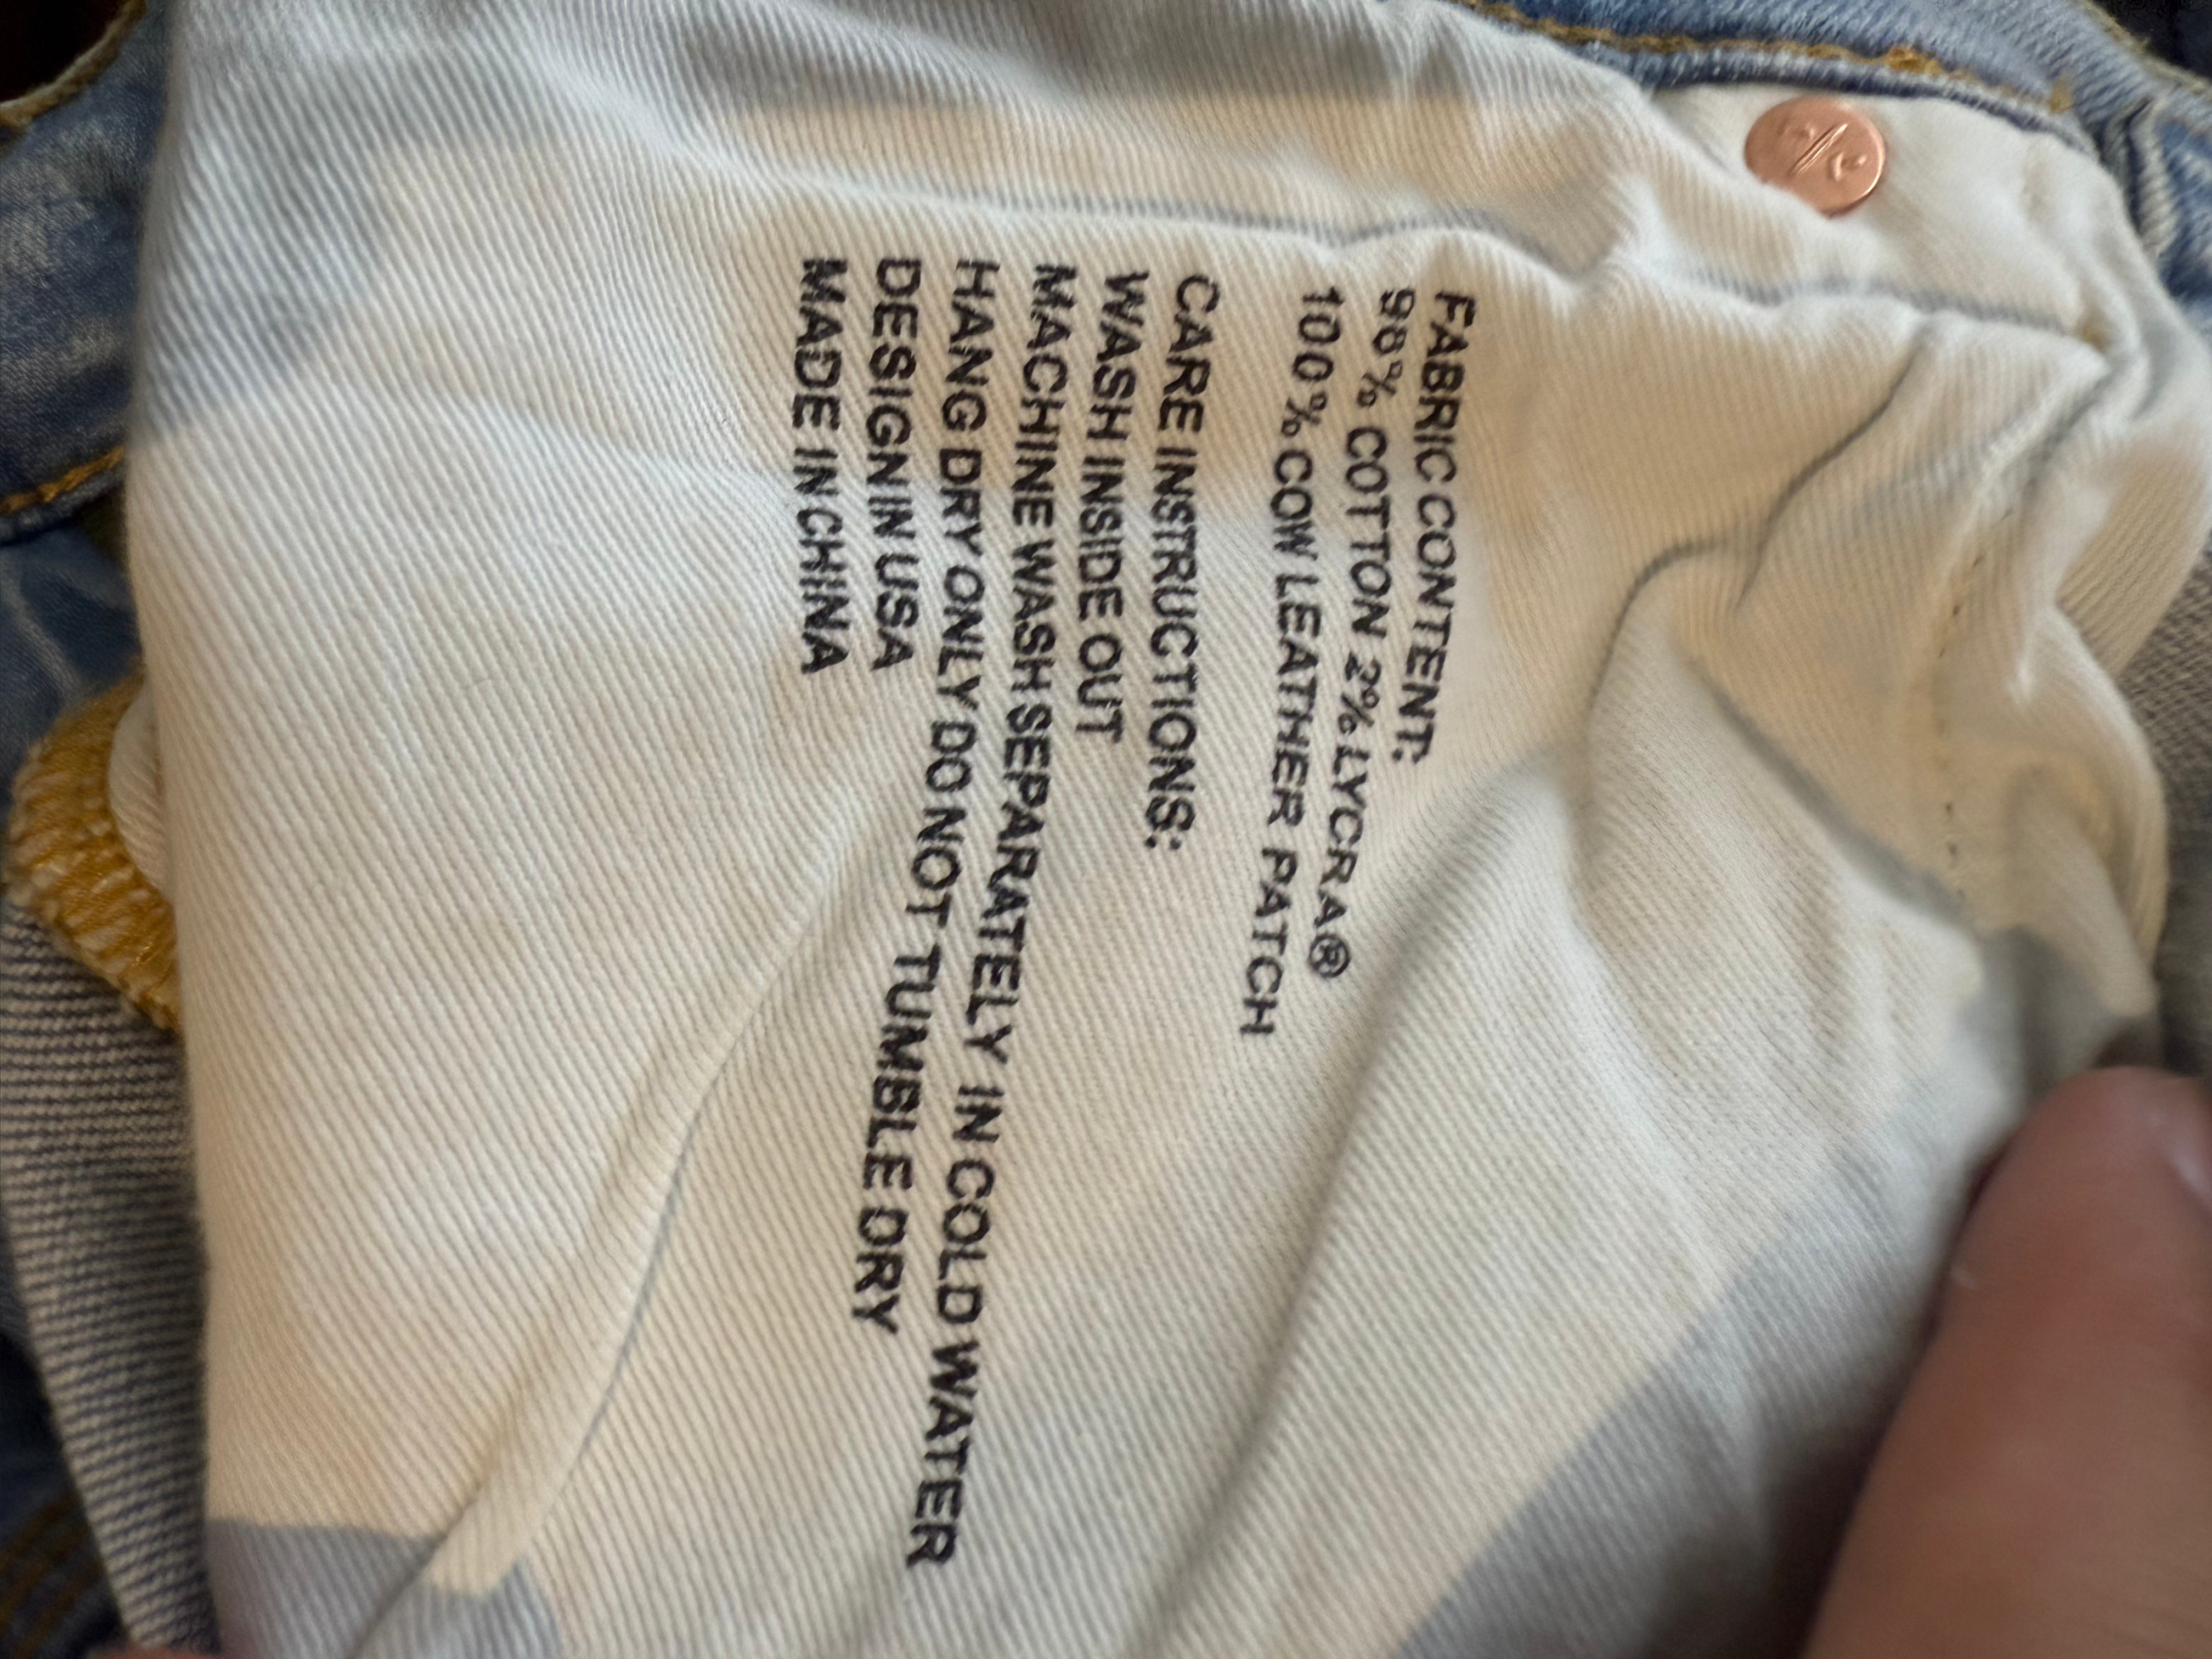 FABRIC CONTENT:
98% COTTON 2% LYCRA®
100% COW LEATHER PATCH
CARE INSTRUCTIONS:
WASH INSIDE OUT
MACHINE WASH SEPARATELY IN COLD WATER
HANG DRY ONLY DO NOT TUMBLE DRY
DESIGN IN USA
MADE IN CHINA